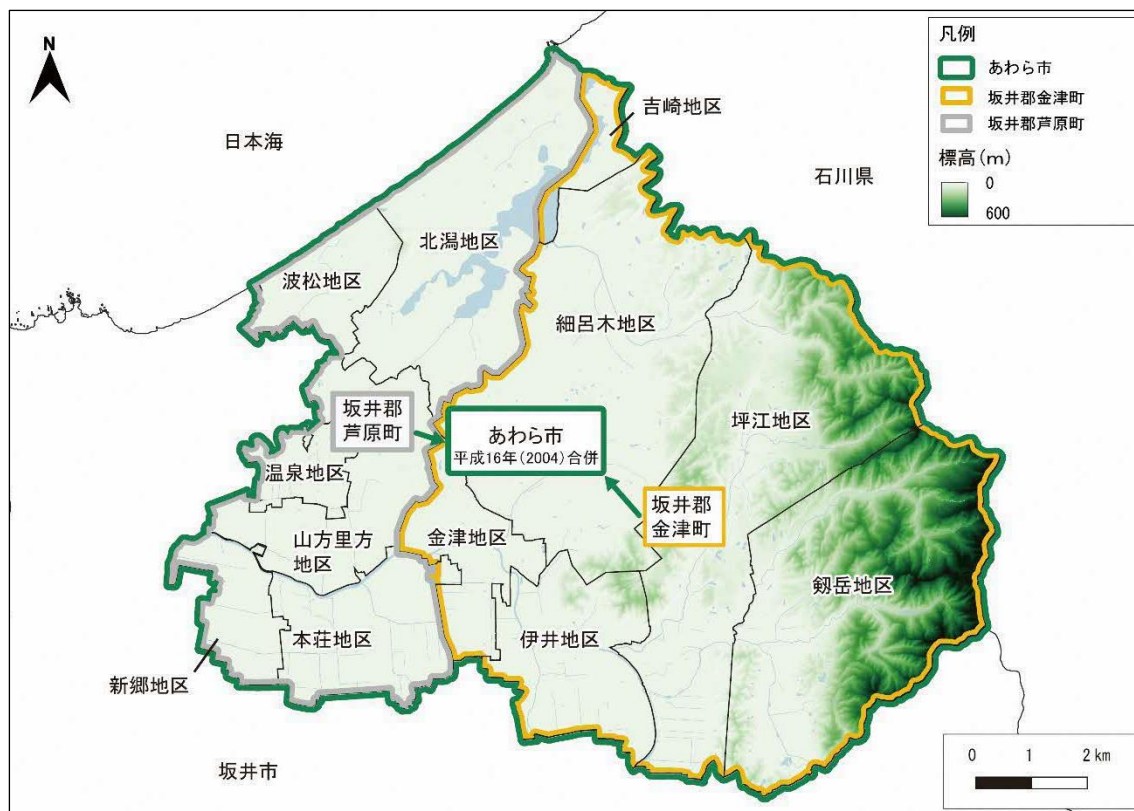 N
日本海
石川県
坂井市
凡例
あわら市
坂井郡金津町
坂井郡芦原町
標高(m)
0
600
吉崎地区
北潟地区
波松地区
細呂木地区
坂井郡
芦原町
あわら市
平成16年(2004)合併
坪江地区
温泉地区
坂井郡
金津町
山方里方
地区
金津地区
剱岳地区
本荘地区
伊井地区
新郷地区
0 1 2 km